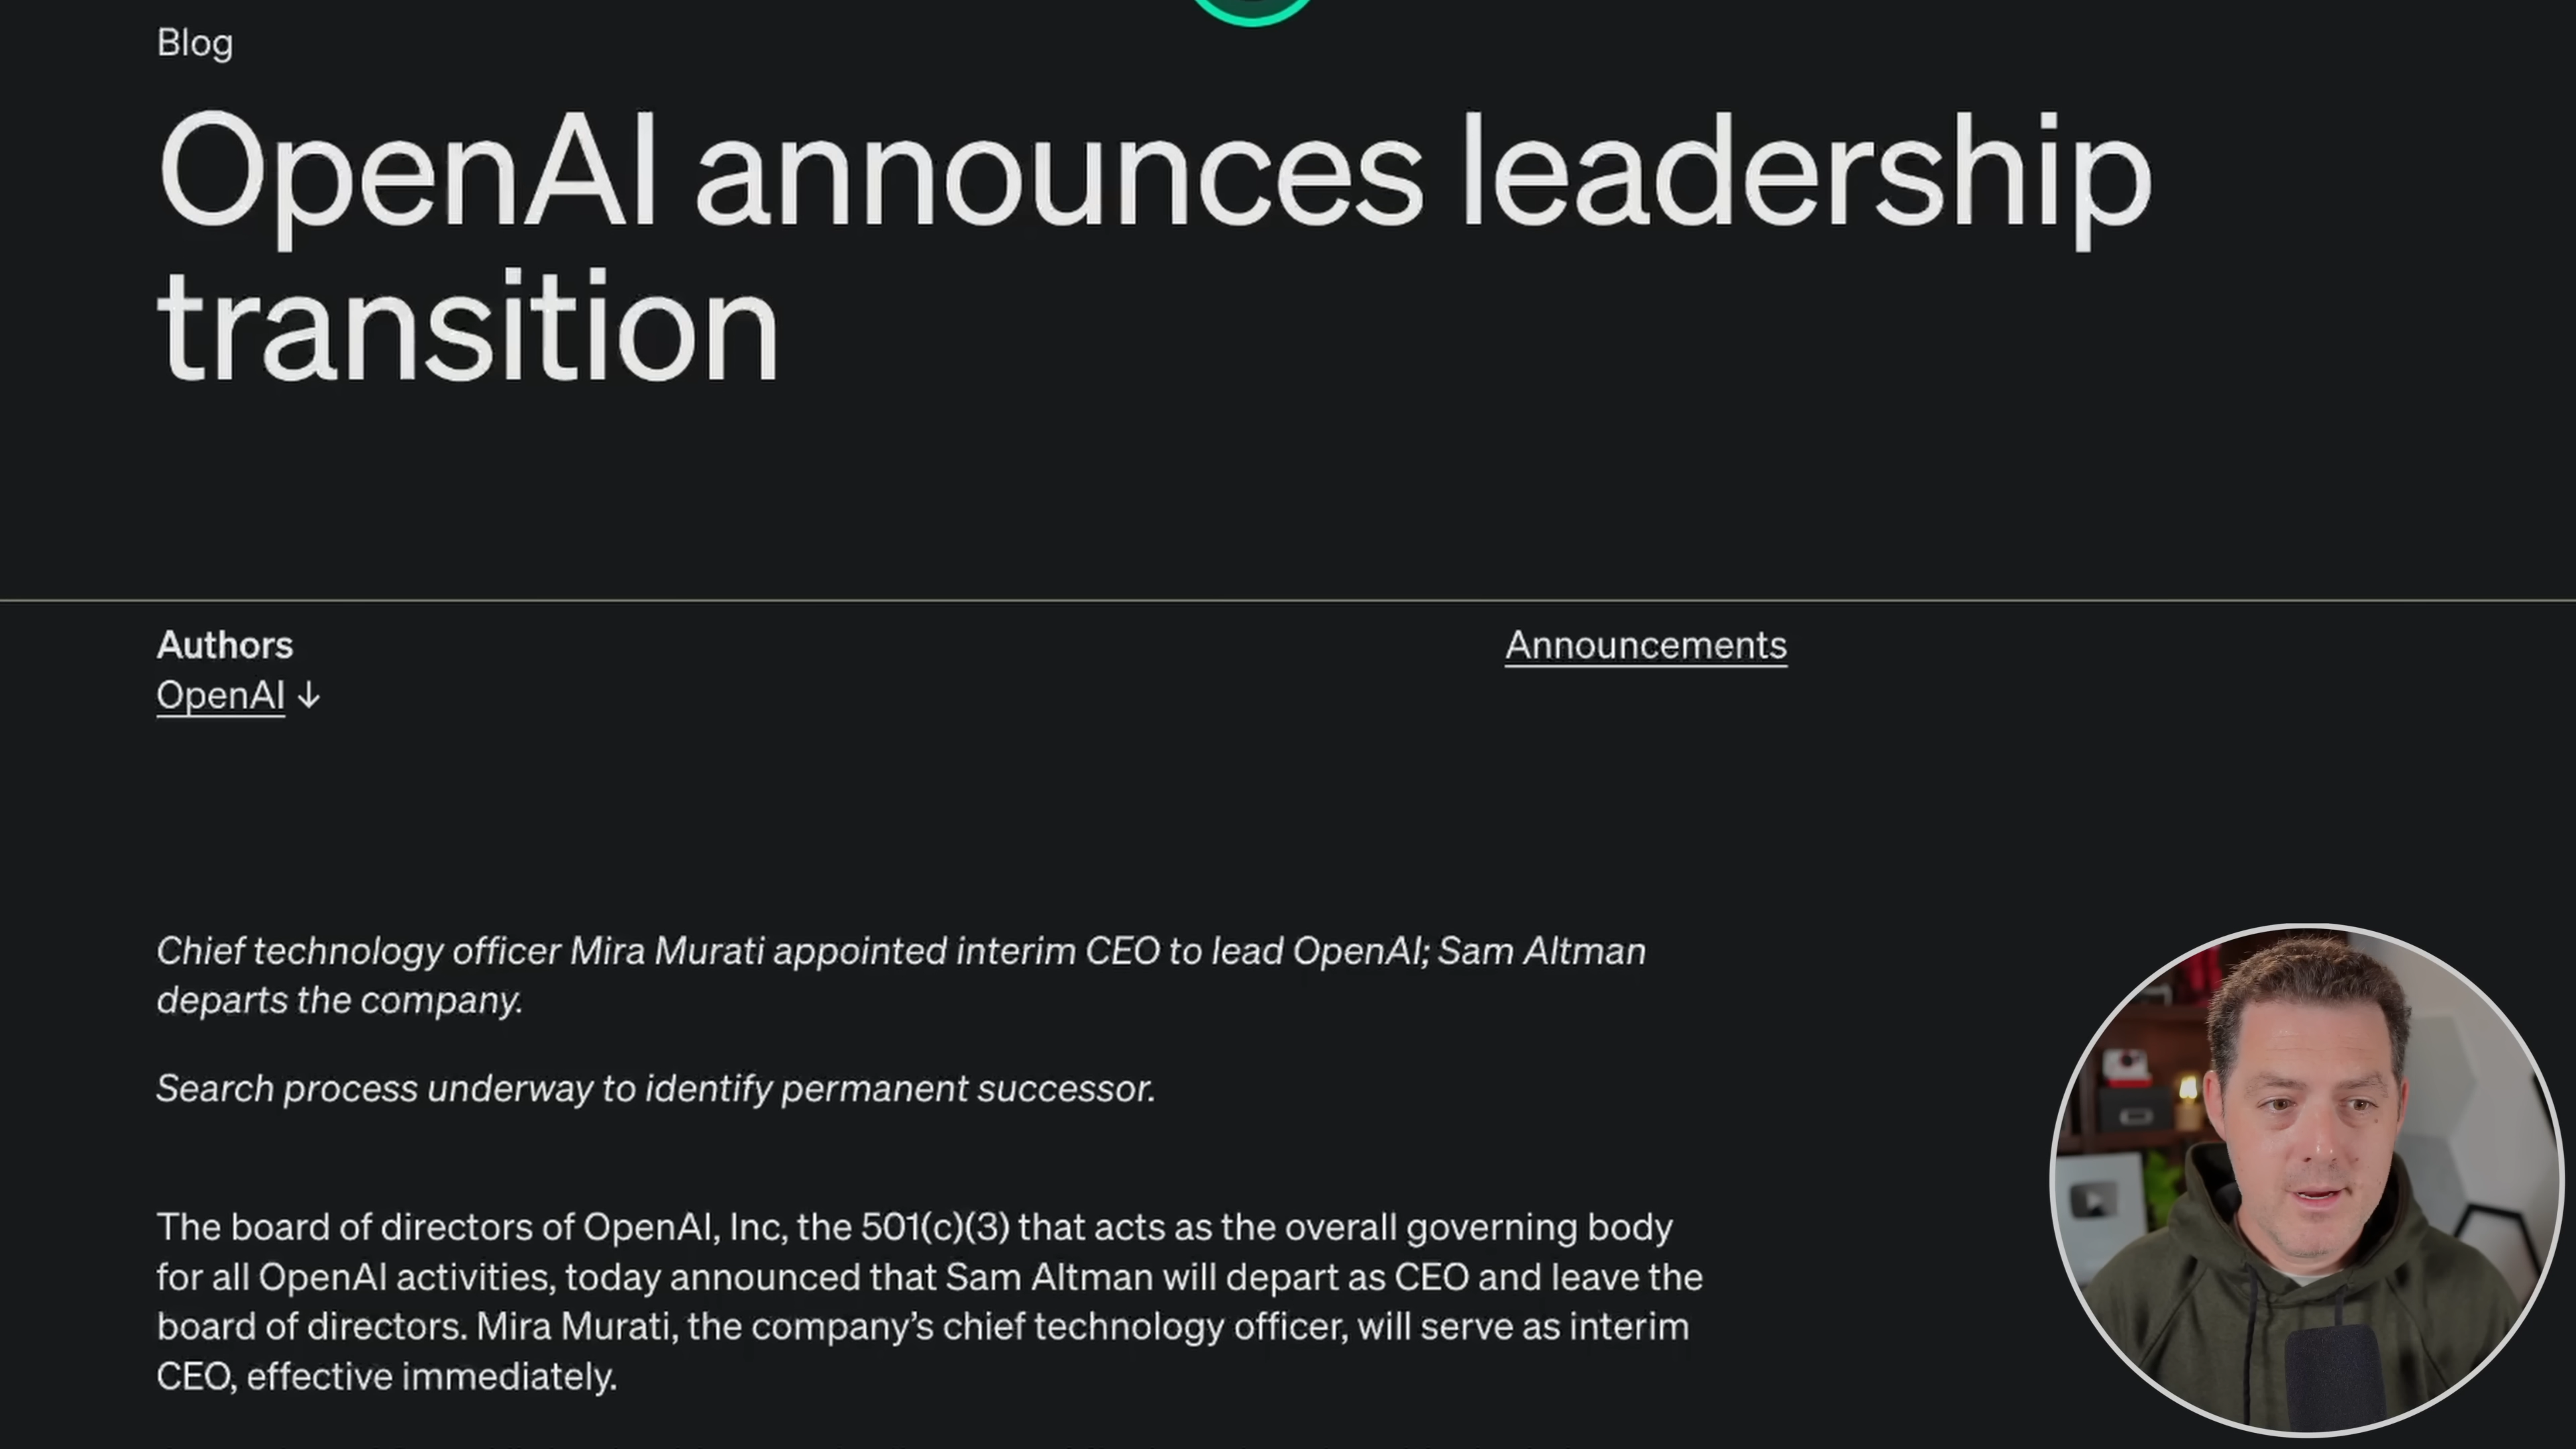 Blog
OpenAI announces leadership
transition
Authors
OpenAI ↓
Announcements
Chief technology officer Mira Murati appointed interim CEO to lead OpenAI; Sam Altman
departs the company.
Search process underway to identify permanent successor.
The board of directors of OpenAI, Inc, the 501(c)(3) that acts as the overall governing body
for all OpenAI activities, today announced that Sam Altman will depart as CEO and leave the
board of directors. Mira Murati, the company’s chief technology officer, will serve as interim
CEO, effective immediately.